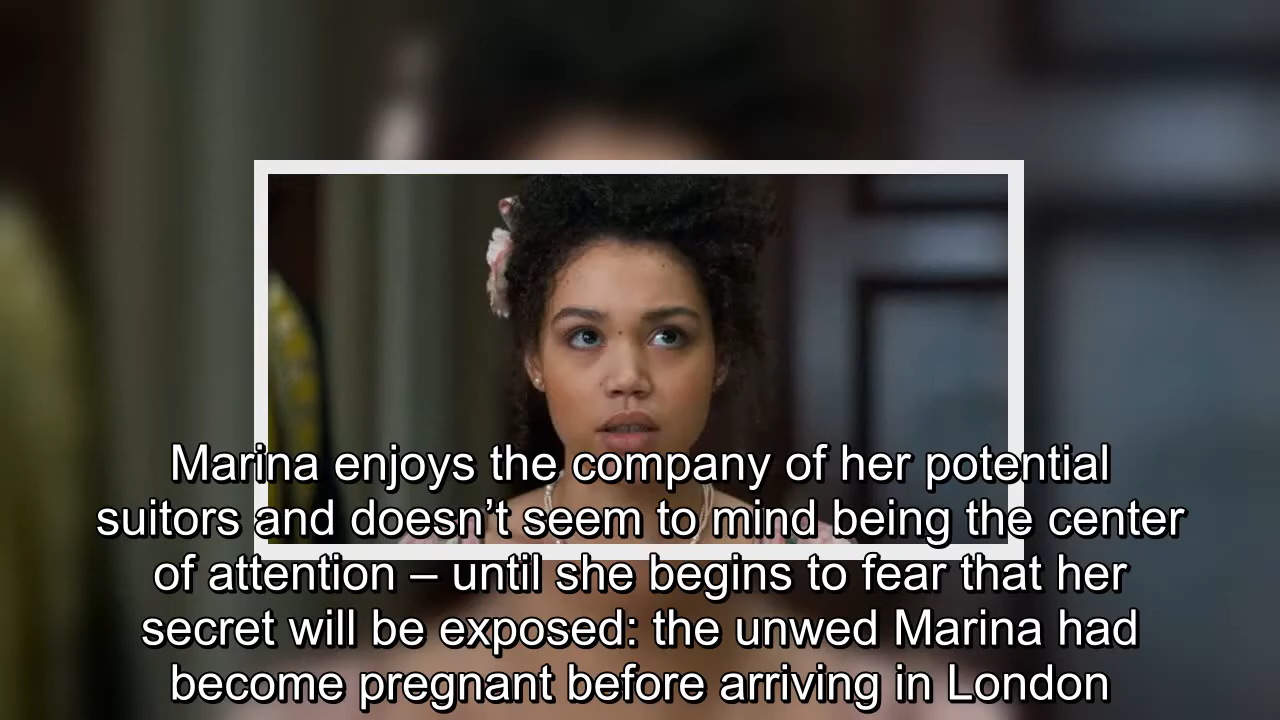 Marina enjoys the company of her potential
suitors and doesn’t seem to mind being the center
of attention – until she begins to fear that her
secret will be exposed: the unwed Marina had
become pregnant before arriving in London